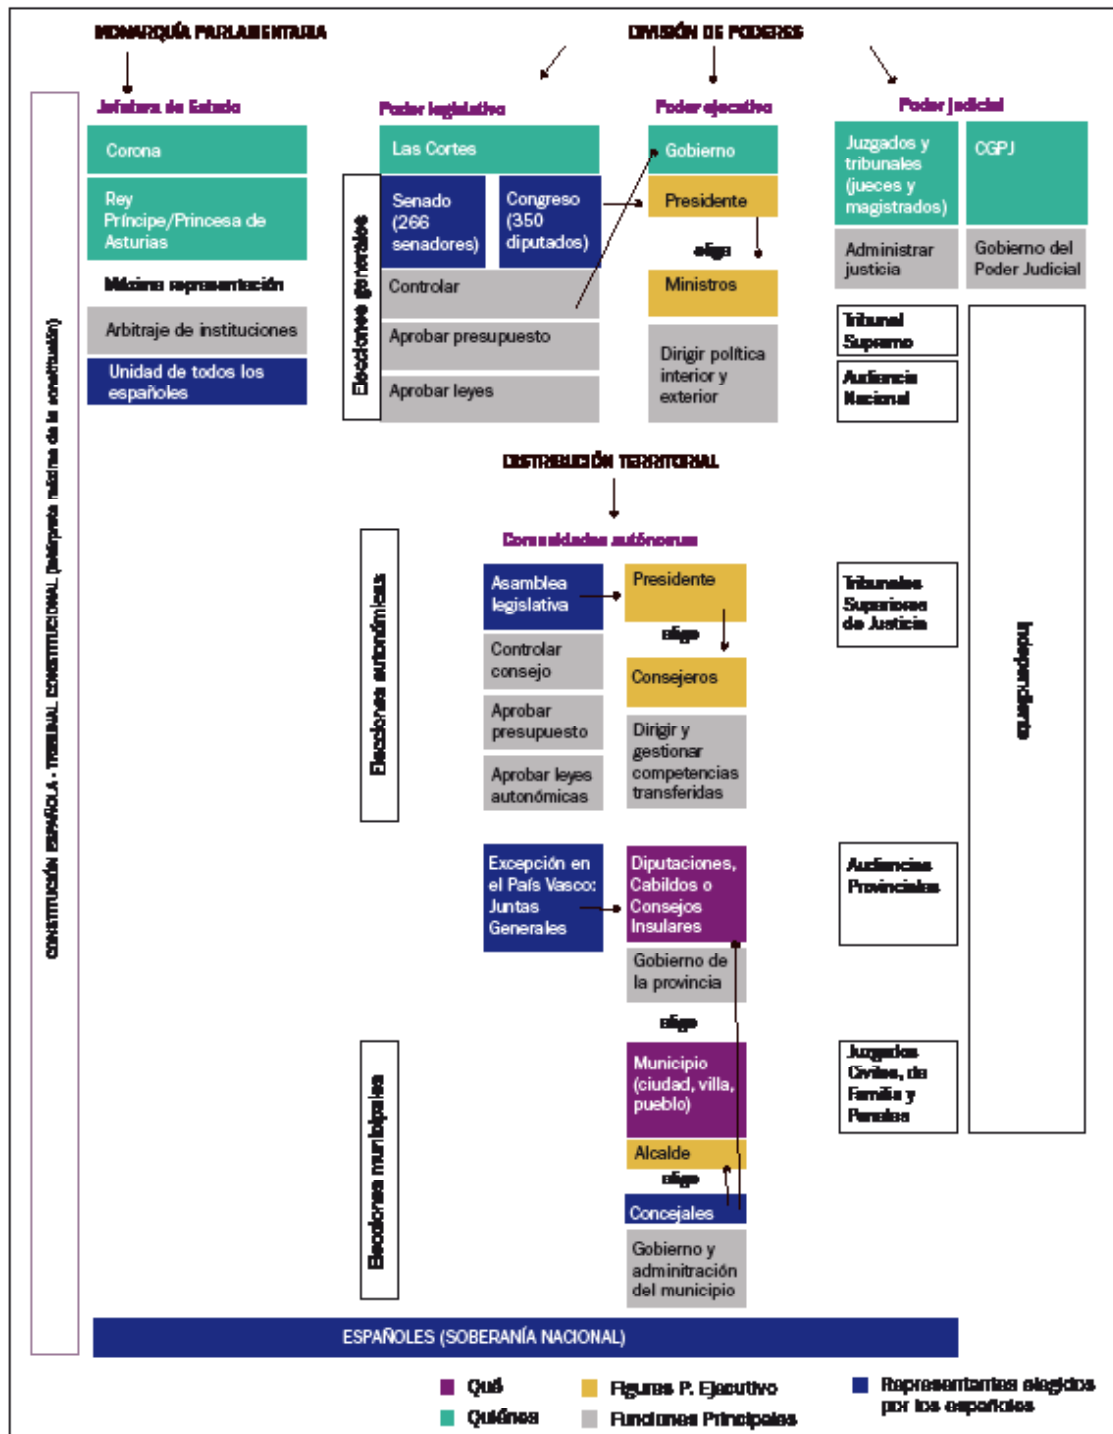 MONARQUÍA PARLAMENTARIA
DIVISIÓN DE PODERES
Jefatura de Estado
Poder legislativo
Poder ejecutivo
Poder judicial
Corona
Rey
Príncipe/Princesa de
Asturias
Máxima representación
Arbitraje de instituciones
Unidad de todos los
españoles
Las Cortes
Senado
(266
senadores)
Congreso
(350
diputados)
Controlar
Aprobar presupuesto
Aprobar leyes
Elecciones generales
Gobierno
Presidente
elige
Ministros
Dirigir política
interior y
exterior
Juzgados y
tribunales
(jueces y
magistrados)
CGPJ
Administrar
justicia
Gobierno del
Poder Judicial
Tribunal
Supremo
Audiencia
Nacional
Independiente
CONSTITUCIÓN ESPAÑOLA - TRIBUNAL CONSTITUCIONAL (intérprete máximo de la constitución)
DISTRIBUCIÓN TERRITORIAL
Comunidades autónomas
Elecciones autonómicas
Asamblea
legislativa
Controlar
consejo
Aprobar
presupuesto
Aprobar leyes
autonómicas
Presidente
elige
Consejeros
Dirigir y
gestionar
competencias
transferidas
Tribunales
Superiores
de Justicia
Excepción en
el País Vasco:
Juntas
Generales
Diputaciones,
Cabildos o
Consejos
Insulares
Gobierno de
la provincia
elige
Audiencias
Provinciales
Elecciones municipales
Municipio
(ciudad, villa,
pueblo)
Alcalde
elige
Concejales
Gobierno y
adminitración
del municipio
Juzgados
Civiles, de
Familia y
Penales
ESPAÑOLES (SOBERANÍA NACIONAL)
Qué
Quiénes
Figures P. Ejecutivo
Funciones Principales
Representantes elegidos
por los españoles